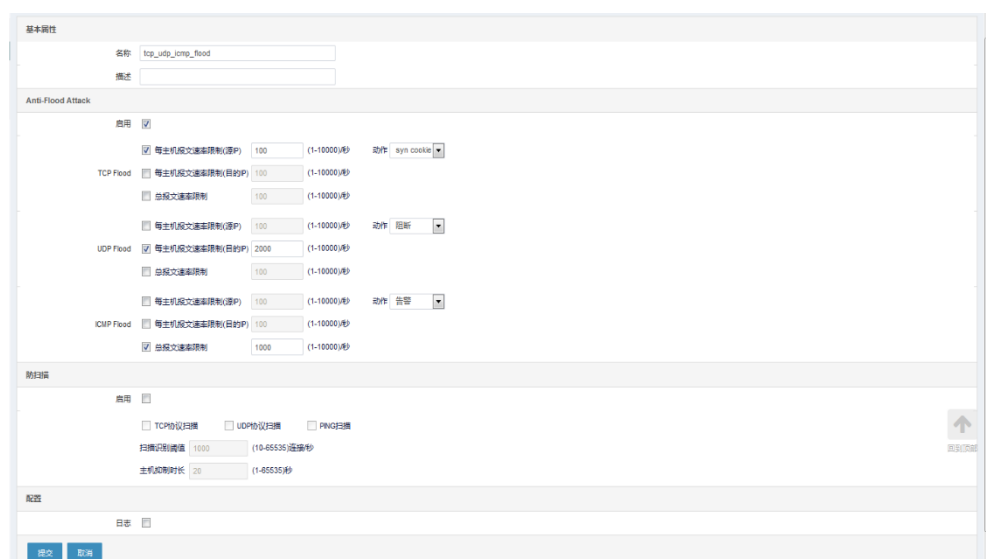 基本属性
名称 tcp_udp_icmp_flood
描述
Anti-Flood Attack
启用
每主机报文速率限制(源IP) 100 (1-10000)/秒 动作 syn cookie
TCP Flood 每主机报文速率限制(目的IP) 100 (1-10000)/秒
总报文速率限制 100 (1-10000)/秒
每主机报文速率限制(源IP) 100 (1-10000)/秒 动作 阻断
UDP Flood 每主机报文速率限制(目的IP) 2000 (1-10000)/秒
总报文速率限制 100 (1-10000)/秒
每主机报文速率限制(源IP) 100 (1-10000)/秒 动作 告警
ICMP Flood 每主机报文速率限制(目的IP) 100 (1-10000)/秒
总报文速率限制 1000 (1-10000)/秒
防扫描
启用
TCP协议扫描 UDP协议扫描 PING扫描
扫描识别阈值 1000 (10-65535)连接/秒
主机抑制时长 20 (1-65535)秒
回到顶部
配置
日志
提交 取消